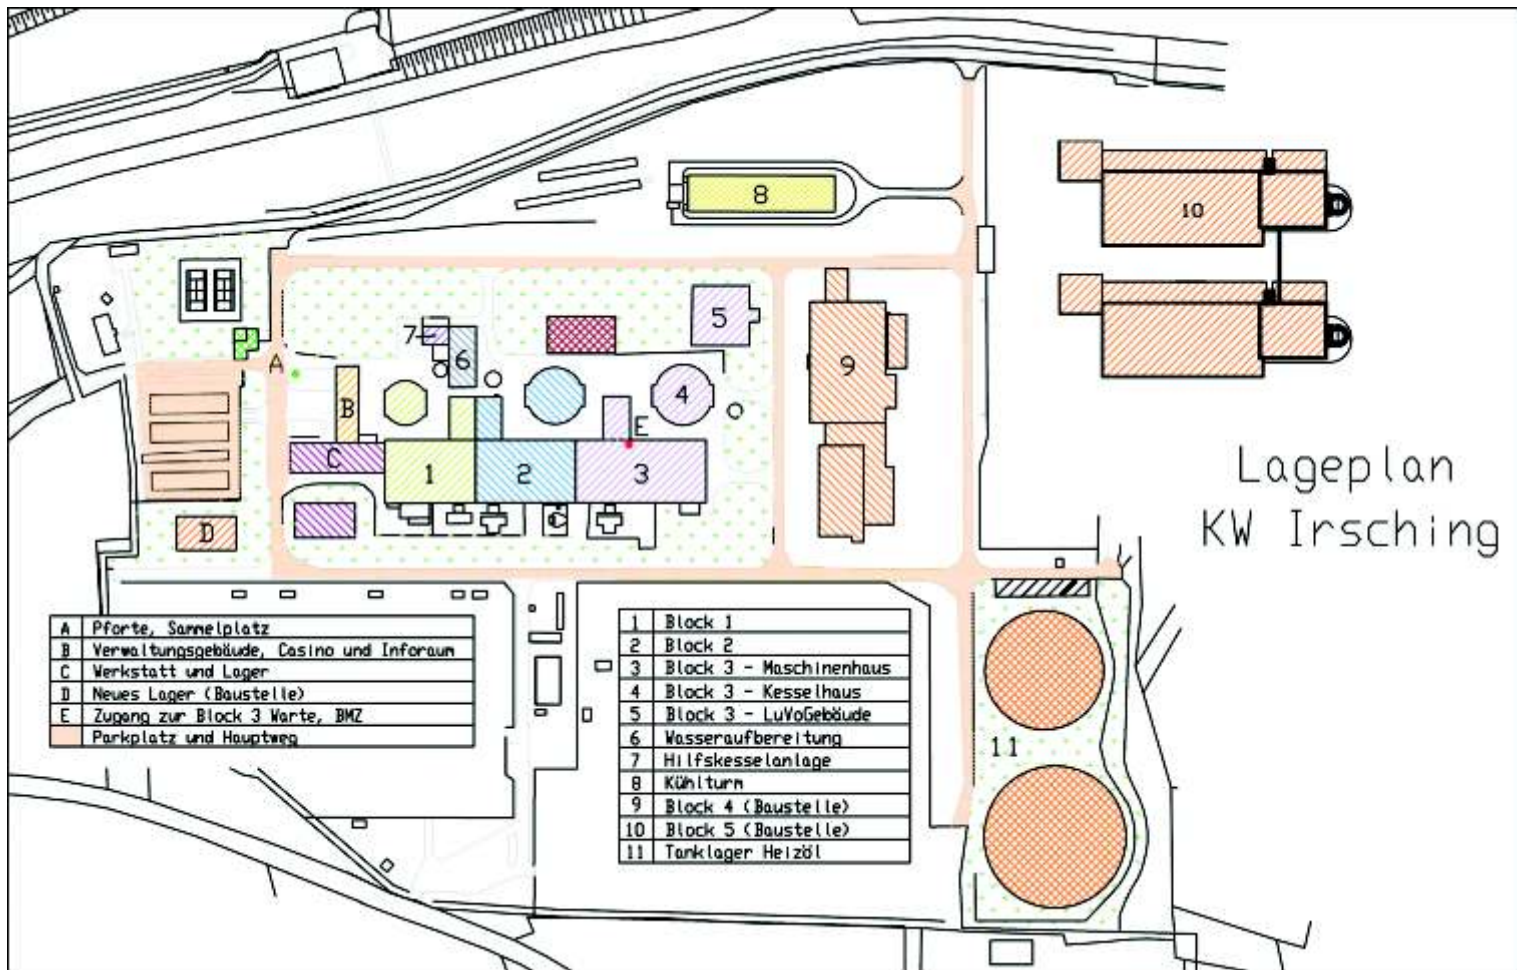 8
10
5
7
6
A
9
4
B
E
C
1
2
3
D
Lageplan
KW Irsching
11
A Pforte, Sammelplatz
B Verwaltungsgebäude, Casino und Inforaum
C Werkstatt und Lager
D Neues Lager (Baustelle)
E Zugang zur Block 3 Warte, BMZ
Parkplatz und Hauptweg
1 Block 1
2 Block 2
3 Block 3 - Maschinenhaus
4 Block 3 - Kesselhaus
5 Block 3 - LuVoGebäude
6 Wasseraufbereitung
7 Hilfskesselanlage
8 Kühlturm
9 Block 4 (Baustelle)
10 Block 5 (Baustelle)
11 Tanklager Heizöl